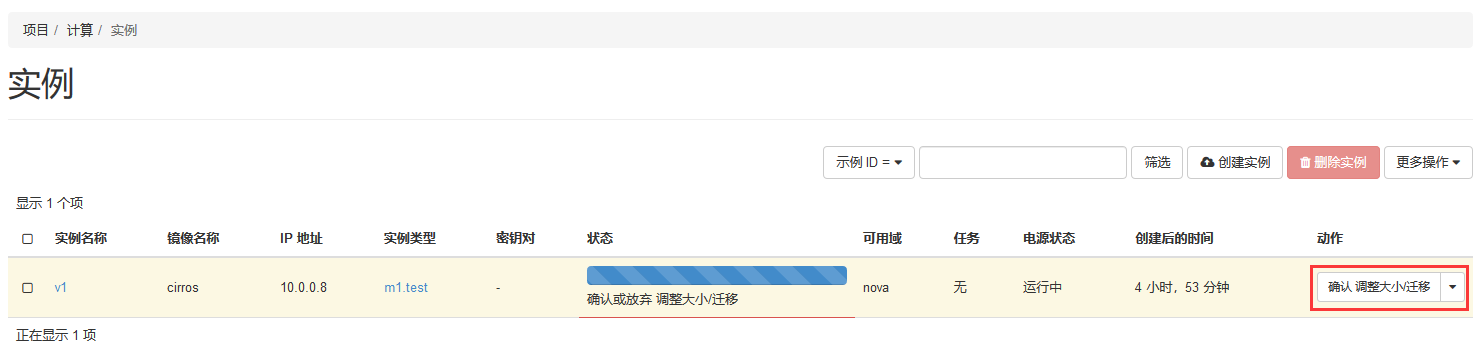 项目 / 计算 / 实例
实例
示例 ID = 筛选 创建实例 删除实例 更多操作
显示 1 个项
实例名称 镜像名称 IP 地址 实例类型 密钥对 状态 可用域 任务 电源状态 创建后的时间 动作
v1 cirros 10.0.0.8 m1.test - 确认或放弃 调整大小/迁移 nova 无 运行中 4 小时，53 分钟 确认 调整大小/迁移
正在显示 1 项